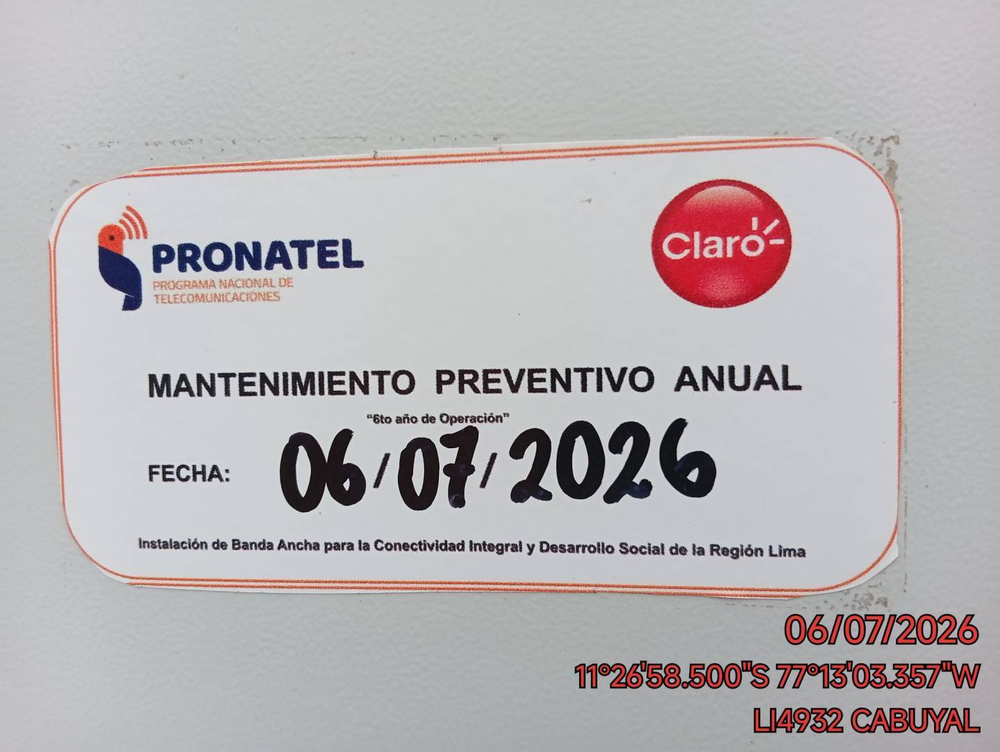 PRONATEL
PROGRAMA NACIONAL DE
TELECOMUNICACIONES
Claro
MANTENIMIENTO PREVENTIVO ANUAL
"6to año de Operación"
FECHA: 06/07/2026
Instalación de Banda Ancha para la Conectividad Integral y Desarrollo Social de la Región Lima
06/07/2026
11°26'58.500"S 77°13'03.357"W
LI4932 CABUYAL